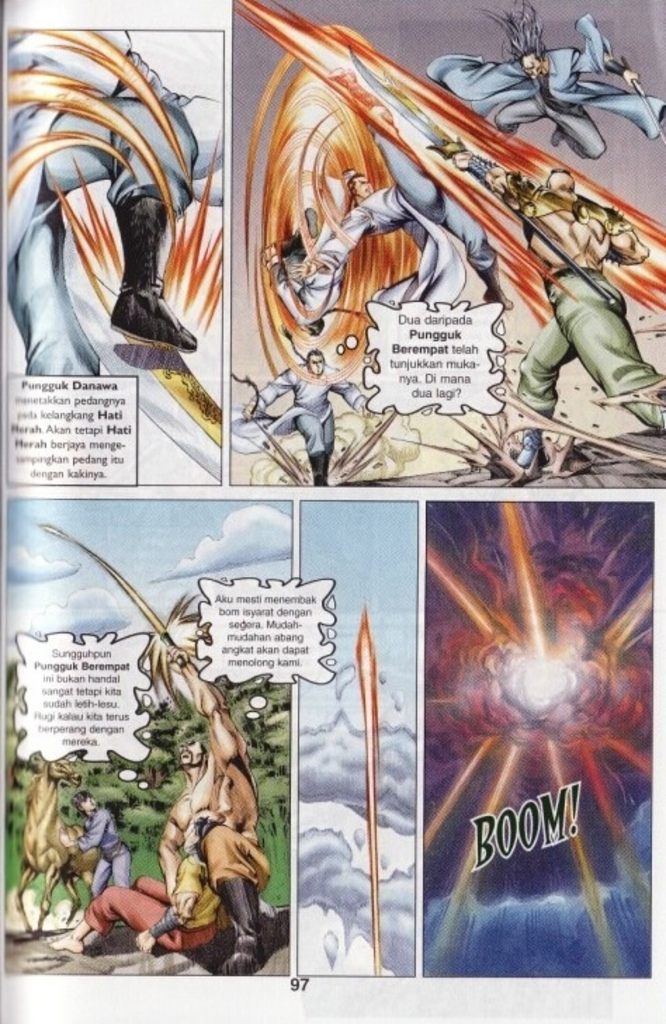 Pungguk Danawa
menetakkan pedangnya
pada kelangkang Hati
Merah. Akan tetapi Hati
Merah berjaya menge-
tampingkan pedang itu
dengan kakinya.
Dua daripada
Pungguk
Berempat telah
tunjukkan muka-
nya. Di mana
dua lagi?
Sungguhpun
Pungguk Berempat
ini bukan handal
sangat tetapi kita
sudah letih-lesu.
Rugi kalau kita terus
berperang dengan
mereka.
Aku mesti menembak
bom isyarat dengan
segera. Mudah-
mudahan abang
angkat akan dapat
menolong kami.
BOOM!
97